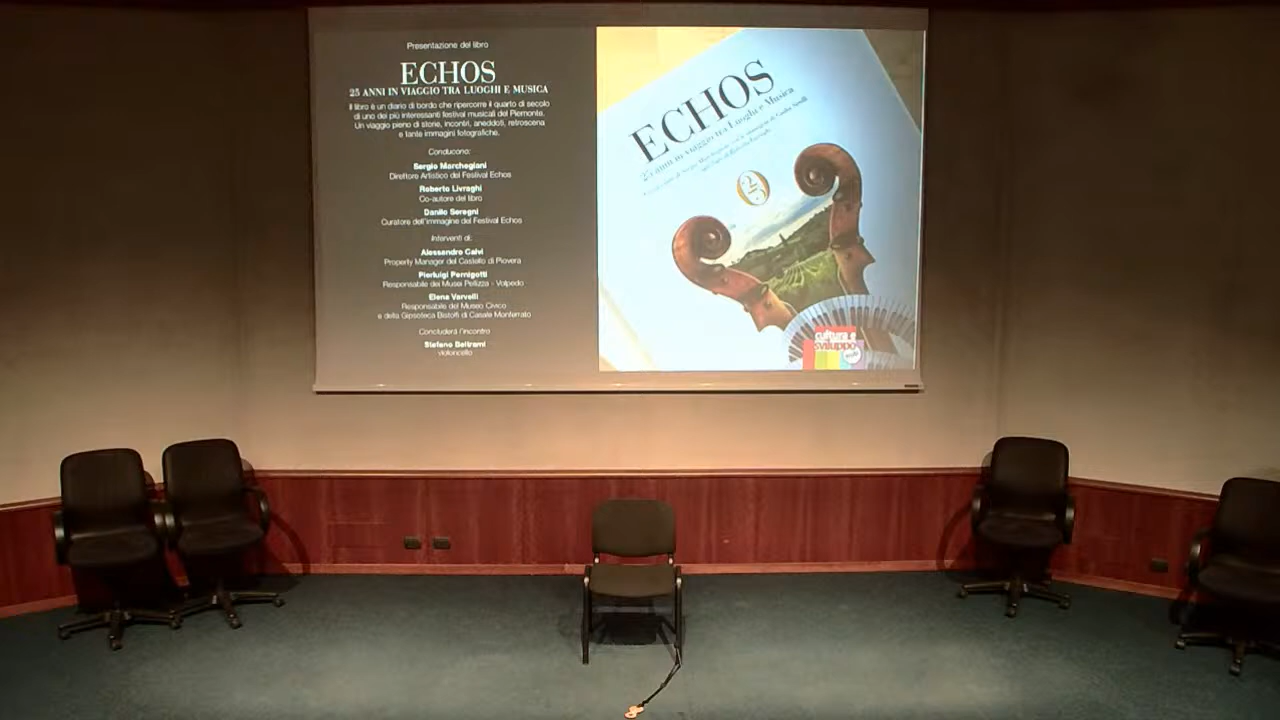 Presentazione del libro
ECHOS
25 ANNI IN VIAGGIO TRA LUOGHI E MUSICA
Il libro è un diario di bordo che ripercorre il quarto di secolo
di uno dei più interessanti festival musicali del Piemonte.
Un viaggio pieno di storie, incontri, aneddoti, retroscena
e tante immagini fotografiche.
Conducono:
Sergio Marchegiani
Direttore Artistico del Festival Echos
Roberto Livraghi
Co-autore del libro
Danilo Seregni
Curatore dell'immagine del Festival Echos
Interventi di:
Alessandro Calvi
Property Manager del Castello di Piovera
Pierluigi Pernigotti
Responsabile dei Musei Pellizza - Volpedo
Elena Varvelli
Responsabile del Museo Civico
e della Gipsoteca Bistolfi di Casale Monferrato
Concluderà l'incontro
Stefano Beltrami
violoncello
ECHOS
25 anni in viaggio tra Luoghi e Musica
25
cultura e
sviluppo